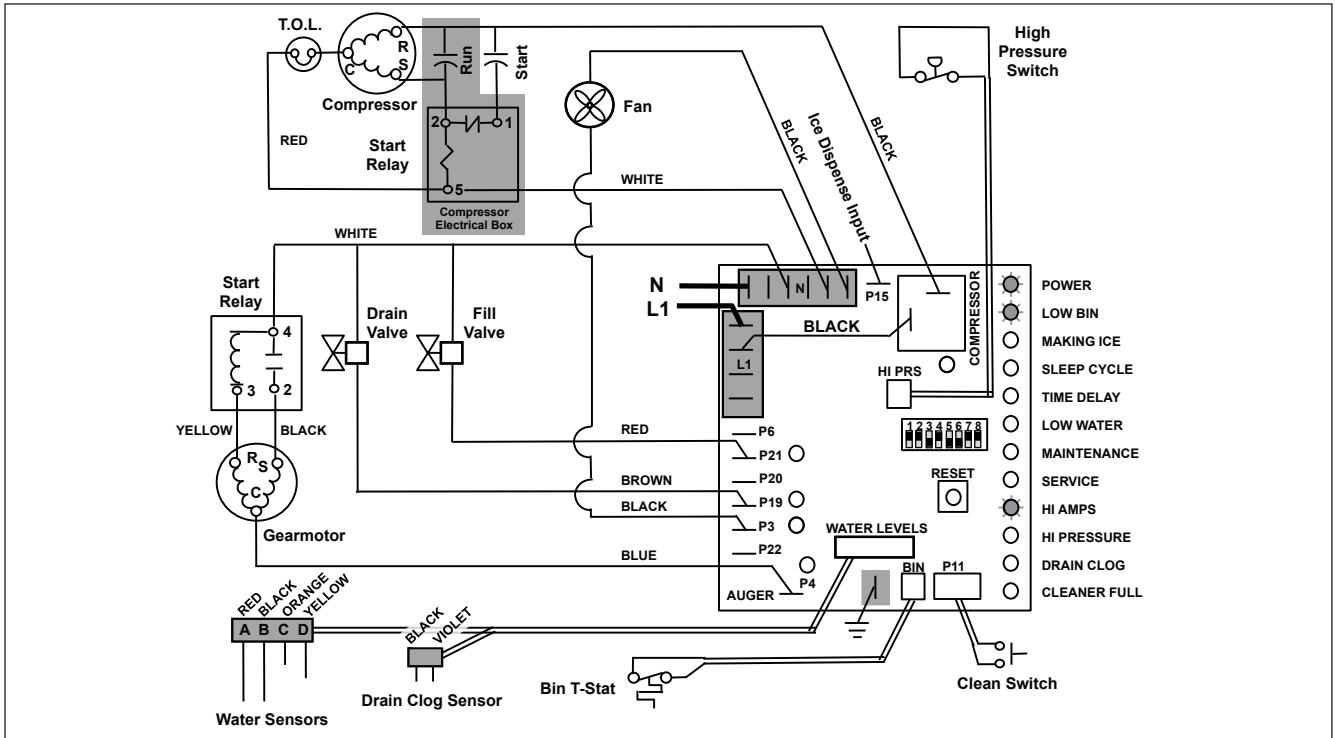 T.O.L.
R
S
C
Compressor
Run
Start
2
1
5
Start
Relay
Compressor
Electrical Box
RED
WHITE
Fan
BLACK
Ice Dispense Input
BLACK
High
Pressure
Switch
WHITE
Start
Relay
4
3
2
YELLOW
BLACK
R
S
C
Gearmotor
Drain
Valve
Fill
Valve
N
L1
N
P15
BLACK
L1
COMPRESSOR
HI PRS
1 2 3 4 5 6 7 8
RESET
P6
RED
P21
P20
BROWN
P19
BLACK
P3
P22
BLUE
P4
AUGER
WATER LEVELS
BIN
P11
POWER
LOW BIN
MAKING ICE
SLEEP CYCLE
TIME DELAY
LOW WATER
MAINTENANCE
SERVICE
HI AMPS
HI PRESSURE
DRAIN CLOG
CLEANER FULL
RED
BLACK
ORANGE
YELLOW
A B C D
Water Sensors
BLACK
VIOLET
Drain Clog Sensor
Bin T-Stat
Clean Switch